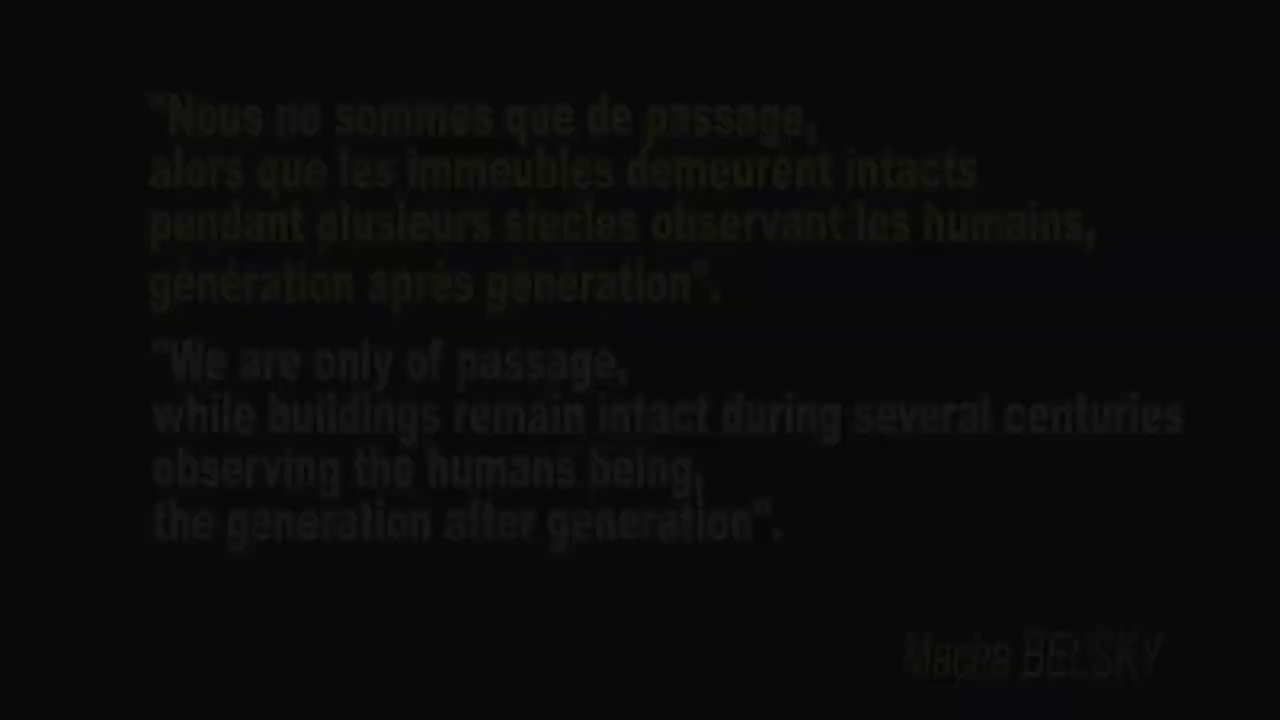 "Nous ne sommes que de passage,
alors que les immeubles demeurent intacts
pendant plusieurs siècles observant les humains,
génération après génération".
"We are only of passage,
while buildings remain intact during several centuries
observing the humans being,
the generation after generation".
Macha BELSKY